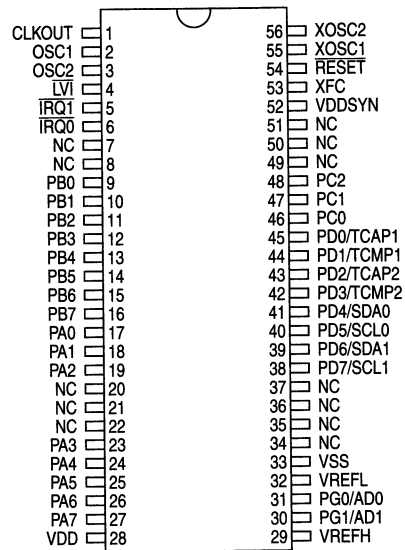 CLKOUT 1 56 XOSC2
OSC1 2 55 XOSC1
OSC2 3 54 RESET
LVI 4 53 XFC
IRQ1 5 52 VDDSYN
IRQ0 6 51 NC
NC 7 50 NC
NC 8 49 NC
PB0 9 48 PC2
PB1 10 47 PC1
PB2 11 46 PC0
PB3 12 45 PD0/TCAP1
PB4 13 44 PD1/TCMP1
PB5 14 43 PD2/TCAP2
PB6 15 42 PD3/TCMP2
PB7 16 41 PD4/SDA0
PA0 17 40 PD5/SCL0
PA1 18 39 PD6/SDA1
PA2 19 38 PD7/SCL1
NC 20 37 NC
NC 21 36 NC
NC 22 35 NC
PA3 23 34 NC
PA4 24 33 VSS
PA5 25 32 VREFL
PA6 26 31 PG0/AD0
PA7 27 30 PG1/AD1
VDD 28 29 VREFH